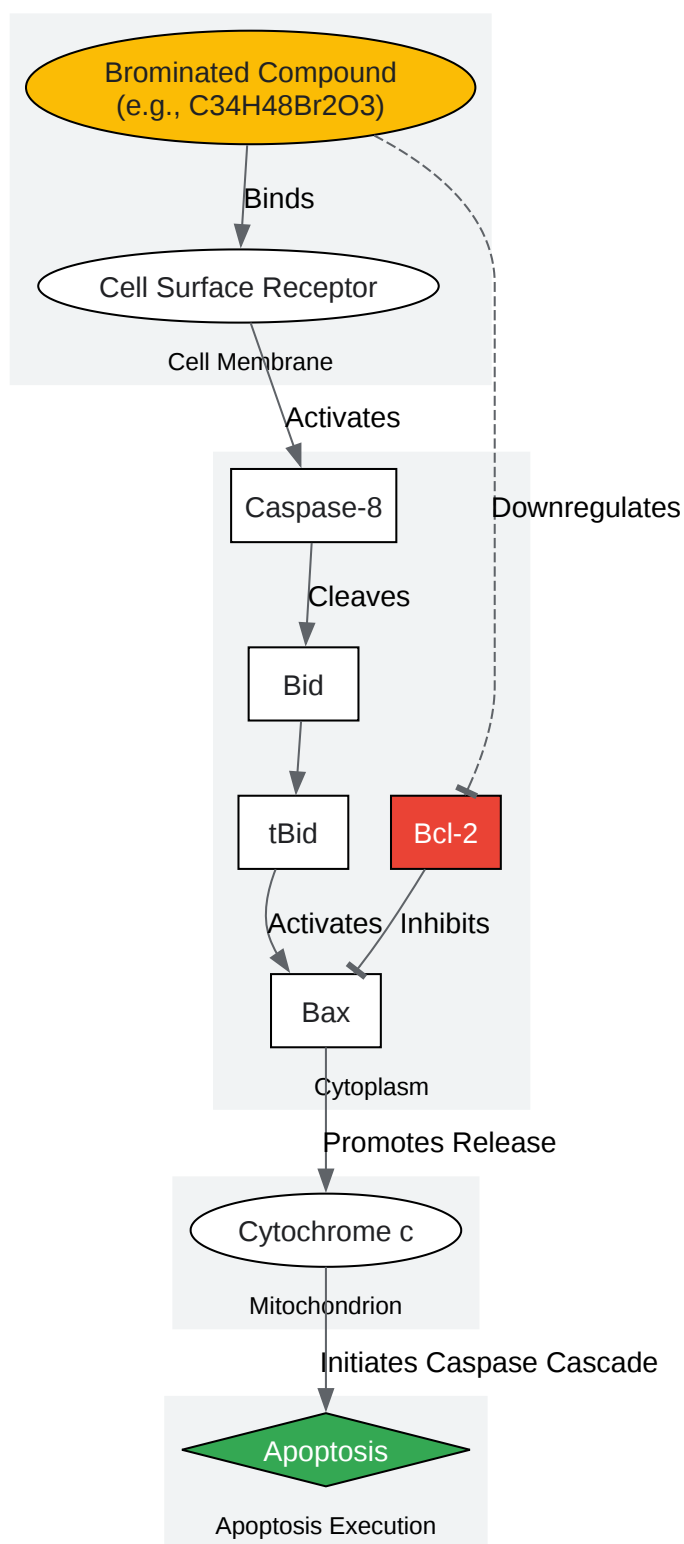 Brominated Compound
(e.g., C34H48Br2O3)
Binds
Cell Surface Receptor
Cell Membrane
Activates
Caspase-8
Downregulates
Cleaves
Bid
tBid
Bcl-2
Activates
Inhibits
Bax
Cytoplasm
Promotes Release
Cytochrome c
Mitochondrion
Initiates Caspase Cascade
Apoptosis
Apoptosis Execution